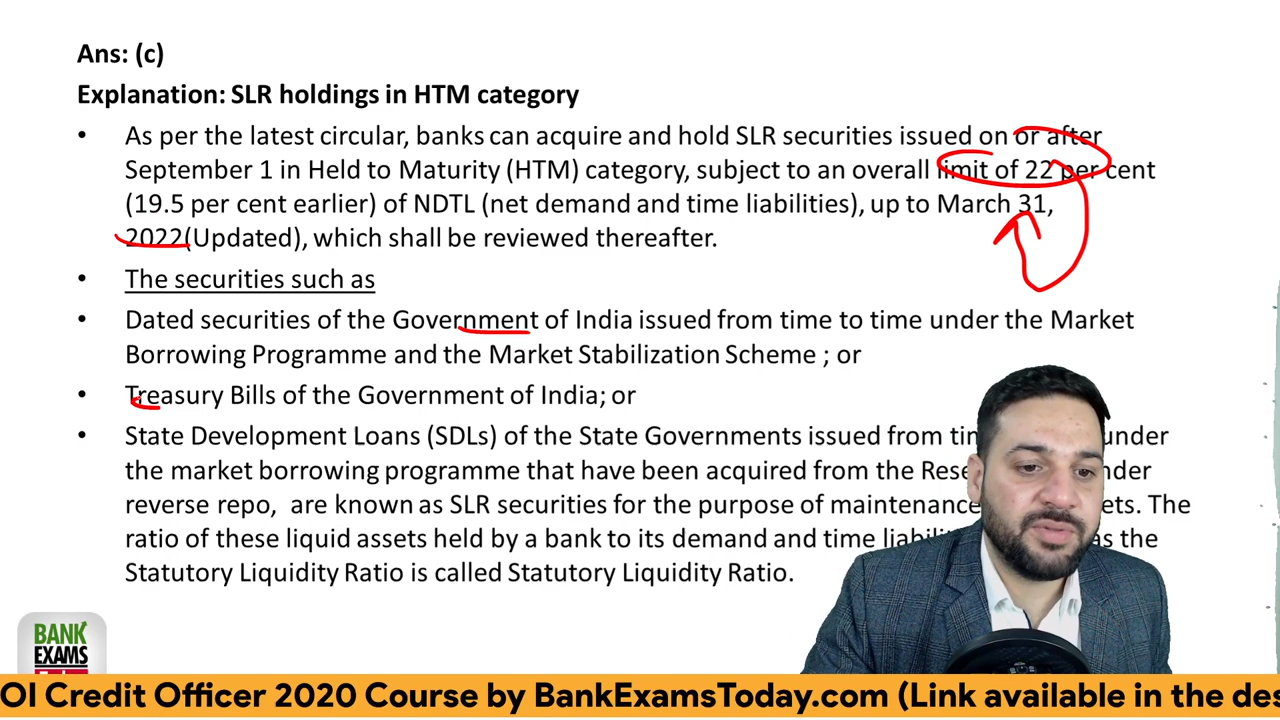 Ans: (c)
Explanation: SLR holdings in HTM category
• As per the latest circular, banks can acquire and hold SLR securities issued on or after
September 1 in Held to Maturity (HTM) category, subject to an overall limit of 22 per cent
(19.5 per cent earlier) of NDTL (net demand and time liabilities), up to March 31,
2022(Updated), which shall be reviewed thereafter.
• The securities such as
• Dated securities of the Government of India issued from time to time under the Market
Borrowing Programme and the Market Stabilization Scheme ; or
• Treasury Bills of the Government of India; or
• State Development Loans (SDLs) of the State Governments issued from under
the market borrowing programme that have been acquired from the
reverse repo, are known as SLR securities for the purpose of maintenance The
ratio of these liquid assets held by a bank to its demand and time as the
Statutory Liquidity Ratio is called Statutory Liquidity Ratio.
BANK
EXAMS
OI Credit Officer 2020 Course by BankExamsToday.com (Link available in the des